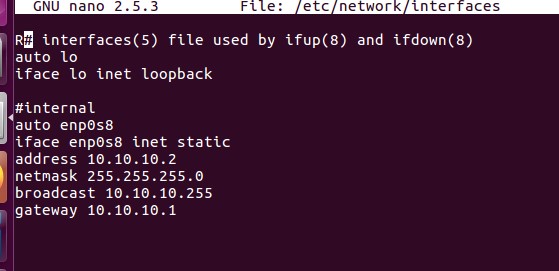 GNU nano 2.5.3 File: /etc/network/interfaces
R# interfaces(5) file used by ifup(8) and ifdown(8)
auto lo
iface lo inet loopback
#internal
auto enp0s8
iface enp0s8 inet static
address 10.10.10.2
netmask 255.255.255.0
broadcast 10.10.10.255
gateway 10.10.10.1